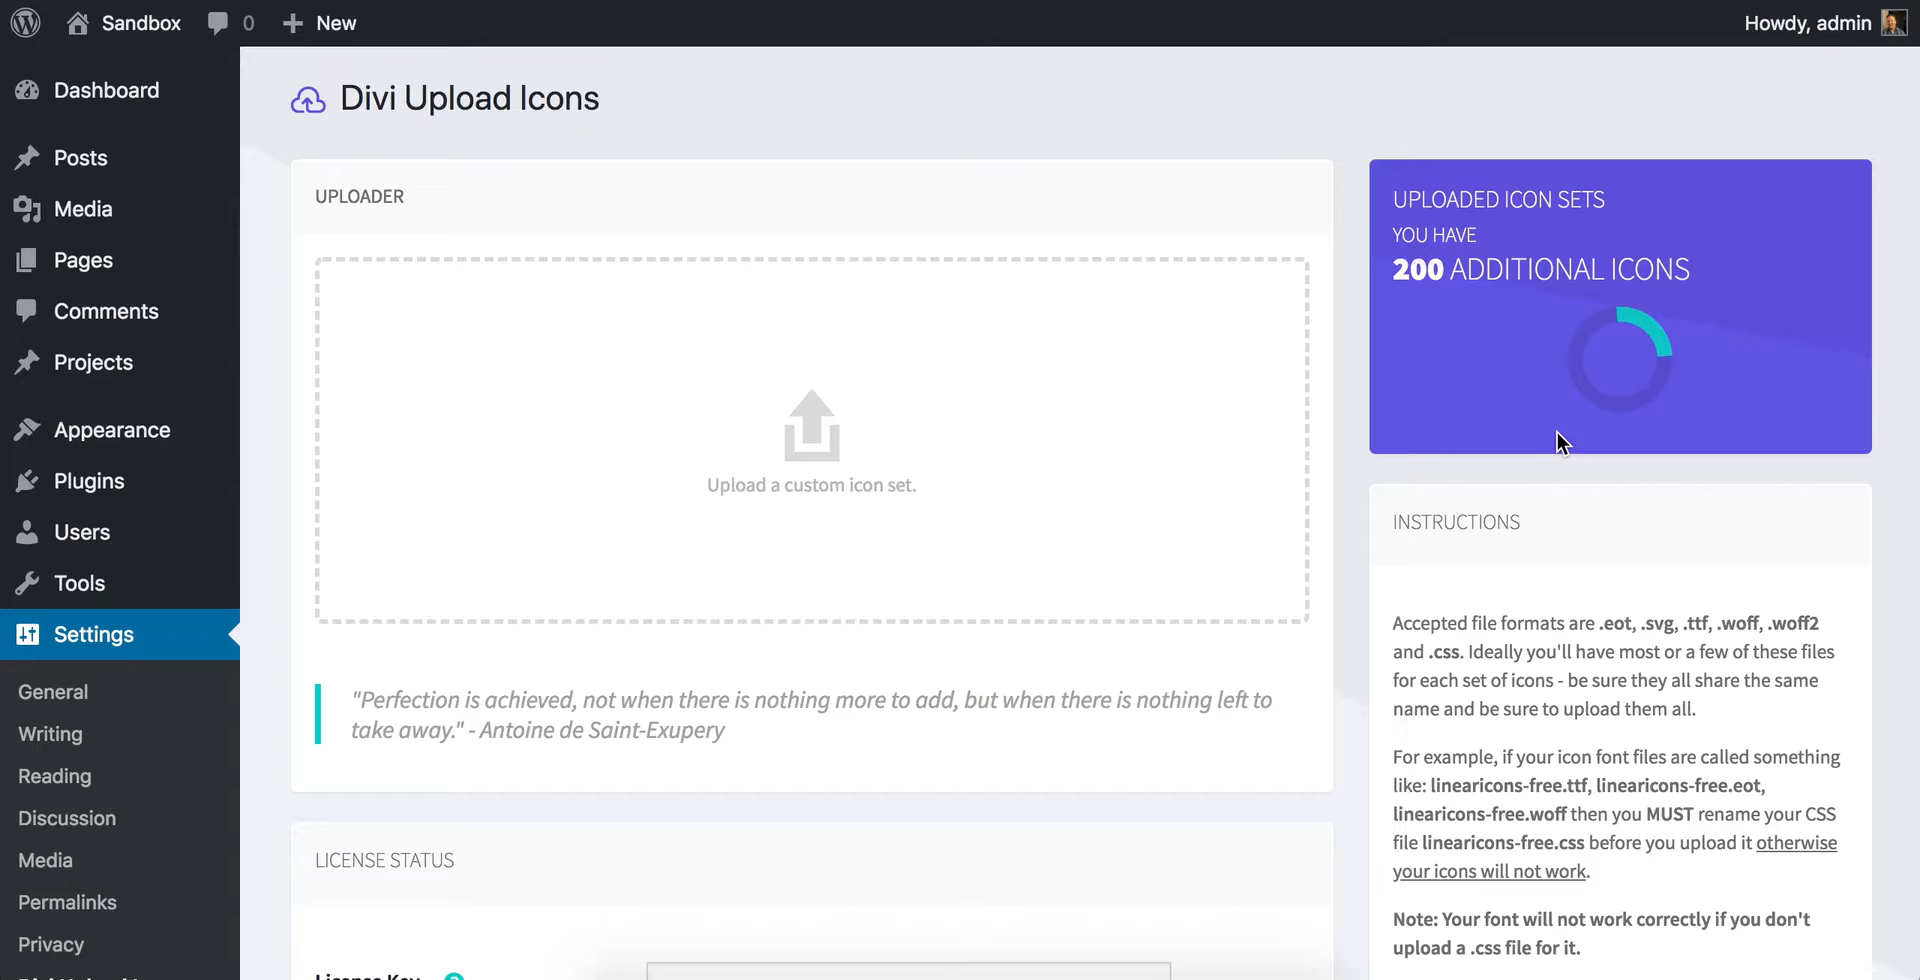 Sandbox
0
New
Howdy, admin
Dashboard
Posts
Media
Pages
Comments
Projects
Appearance
Plugins
Users
Tools
Settings
General
Writing
Reading
Discussion
Media
Permalinks
Privacy
Divi Upload Icons
UPLOADER
Upload a custom icon set.
"Perfection is achieved, not when there is nothing more to add, but when there is nothing left to
take away." - Antoine de Saint-Exupery
LICENSE STATUS
License Key
UPLOADED ICON SETS
YOU HAVE
200 ADDITIONAL ICONS
INSTRUCTIONS
Accepted file formats are .eot, .svg, .ttf, .woff, .woff2
and .css. Ideally you'll have most or a few of these files
for each set of icons - be sure they all share the same
name and be sure to upload them all.
For example, if your icon font files are called something
like: linearicons-free.ttf, linearicons-free.eot,
linearicons-free.woff then you MUST rename your CSS
file linearicons-free.css before you upload it otherwise
your icons will not work.
Note: Your font will not work correctly if you don't
upload a .css file for it.